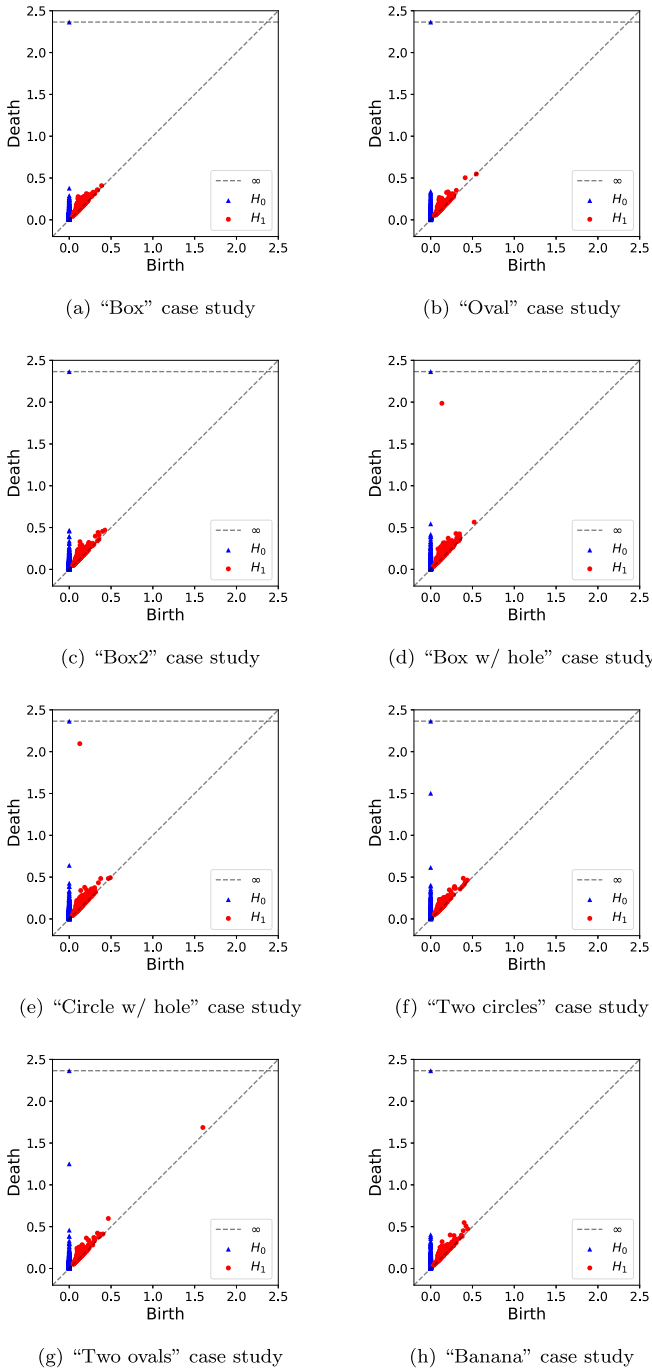 2.5
2.0
1.5
1.0
0.5
0.0
Death
0.0 0.5 1.0 1.5 2.0 2.5
Birth
∞
H0
H1
(a) “Box” case study
2.5
2.0
1.5
1.0
0.5
0.0
Death
0.0 0.5 1.0 1.5 2.0 2.5
Birth
∞
H0
H1
(b) “Oval” case study
2.5
2.0
1.5
1.0
0.5
0.0
Death
0.0 0.5 1.0 1.5 2.0 2.5
Birth
∞
H0
H1
(c) “Box2” case study
2.5
2.0
1.5
1.0
0.5
0.0
Death
0.0 0.5 1.0 1.5 2.0 2.5
Birth
∞
H0
H1
(d) “Box w/ hole” case study
2.5
2.0
1.5
1.0
0.5
0.0
Death
0.0 0.5 1.0 1.5 2.0 2.5
Birth
∞
H0
H1
(e) “Circle w/ hole” case study
2.5
2.0
1.5
1.0
0.5
0.0
Death
0.0 0.5 1.0 1.5 2.0 2.5
Birth
∞
H0
H1
(f) “Two circles” case study
2.5
2.0
1.5
1.0
0.5
0.0
Death
0.0 0.5 1.0 1.5 2.0 2.5
Birth
∞
H0
H1
(g) “Two ovals” case study
2.5
2.0
1.5
1.0
0.5
0.0
Death
0.0 0.5 1.0 1.5 2.0 2.5
Birth
∞
H0
H1
(h) “Banana” case study